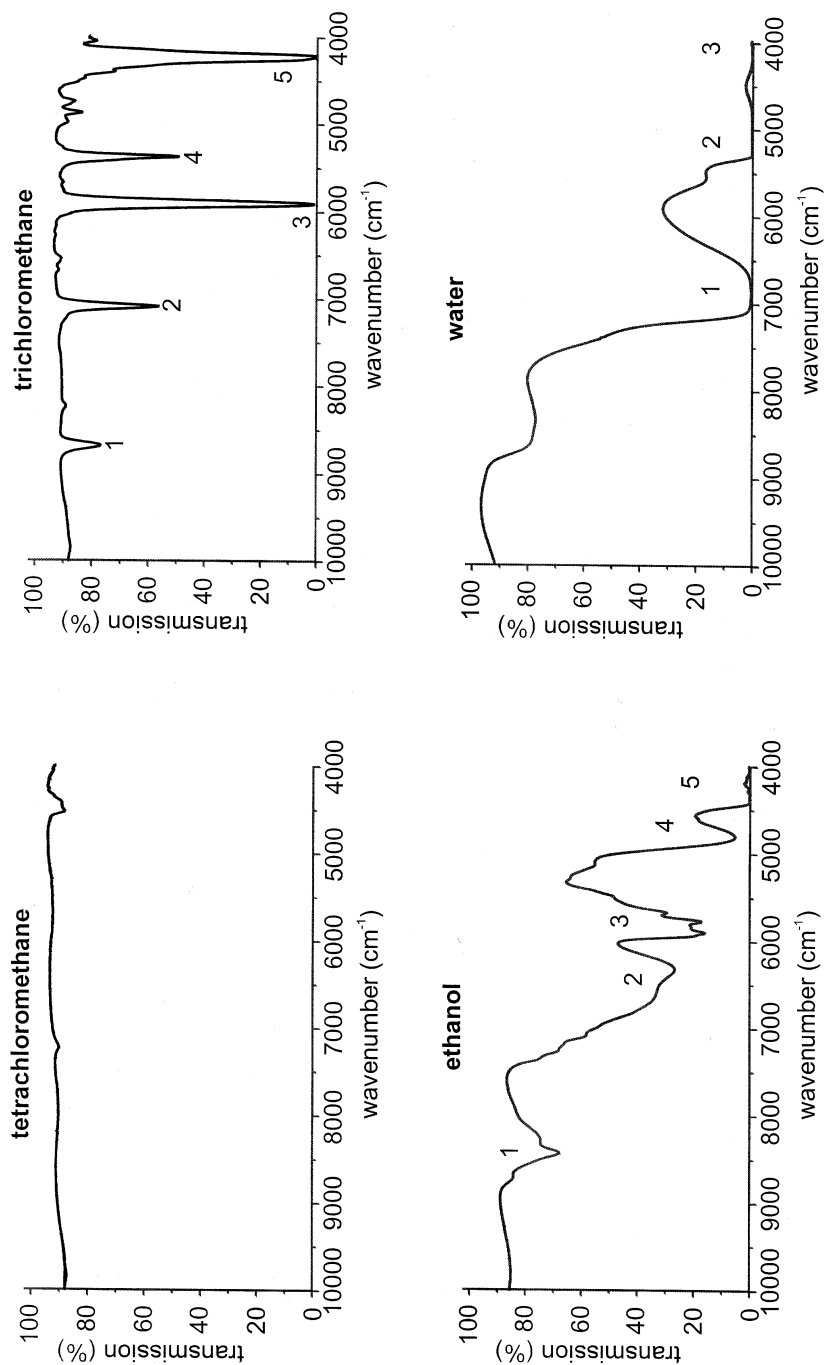 tetrachloromethane
100
80
60
40
20
0
transmission (%)
10000 9000 8000 7000 6000 5000 4000
wavenumber (cm⁻¹)
trichloromethane
100
80
60
40
20
0
transmission (%)
1
2
3
4
5
10000 9000 8000 7000 6000 5000 4000
wavenumber (cm⁻¹)
ethanol
100
80
60
40
20
0
transmission (%)
1
2
3
4
5
10000 9000 8000 7000 6000 5000 4000
wavenumber (cm⁻¹)
water
100
80
60
40
20
0
transmission (%)
1
2
3
10000 9000 8000 7000 6000 5000 4000
wavenumber (cm⁻¹)